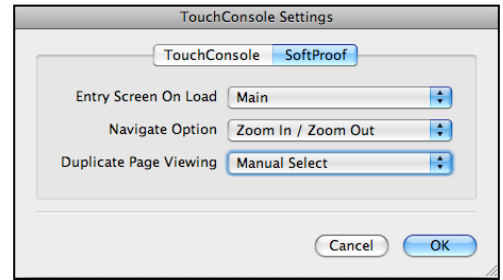 TouchConsole Settings
TouchConsole SoftProof
Entry Screen On Load Main
Navigate Option Zoom In / Zoom Out
Duplicate Page Viewing Manual Select
Cancel OK